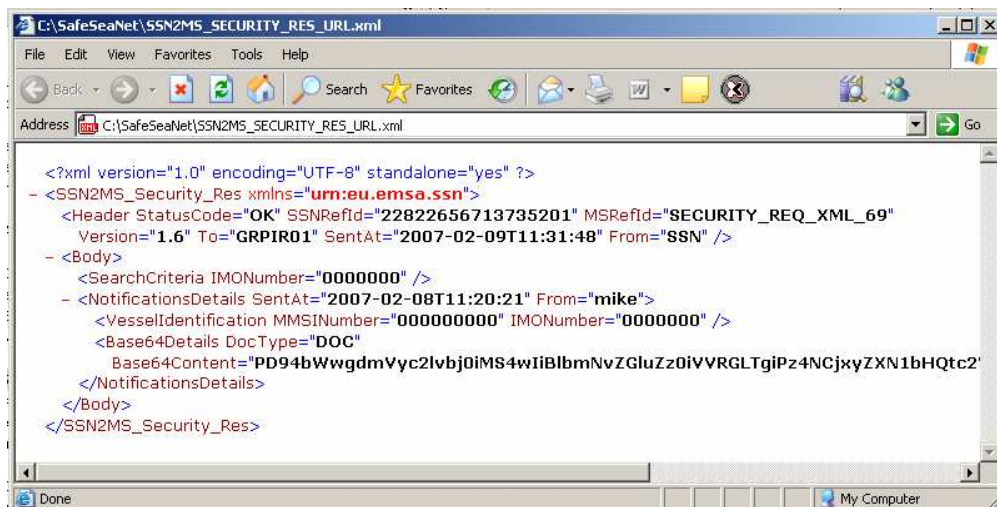 C:\SafeSeaNet\SSN2MS_SECURITY_RES_URL.xml
File Edit View Favorites Tools Help
Back Search Favorites
Address C:\SafeSeaNet\SSN2MS_SECURITY_RES_URL.xml Go
<?xml version="1.0" encoding="UTF-8" standalone="yes" ?>
- <SSN2MS_Security_Res xmlns="urn:eu.emsa.ssn">
<Header StatusCode="OK" SSNRefId="22822656713735201" MSRefId="SECURITY_REQ_XML_69"
Version="1.6" To="GRPIR01" SentAt="2007-02-09T11:31:48" From="SSN" />
- <Body>
<SearchCriteria IMONumber="0000000" />
- <NotificationsDetails SentAt="2007-02-08T11:20:21" From="mike">
<VesselIdentification MMSINumber="000000000" IMONumber="0000000" />
<Base64Details DocType="DOC"
Base64Content="PD94bWwgdmVyc2lvbj0iMS4wIiBlbmNvZGluZz0iVVRGLTgiPz4NCjxyZXN1bHQtc2
</NotificationsDetails>
</Body>
</SSN2MS_Security_Res>
Done My Computer